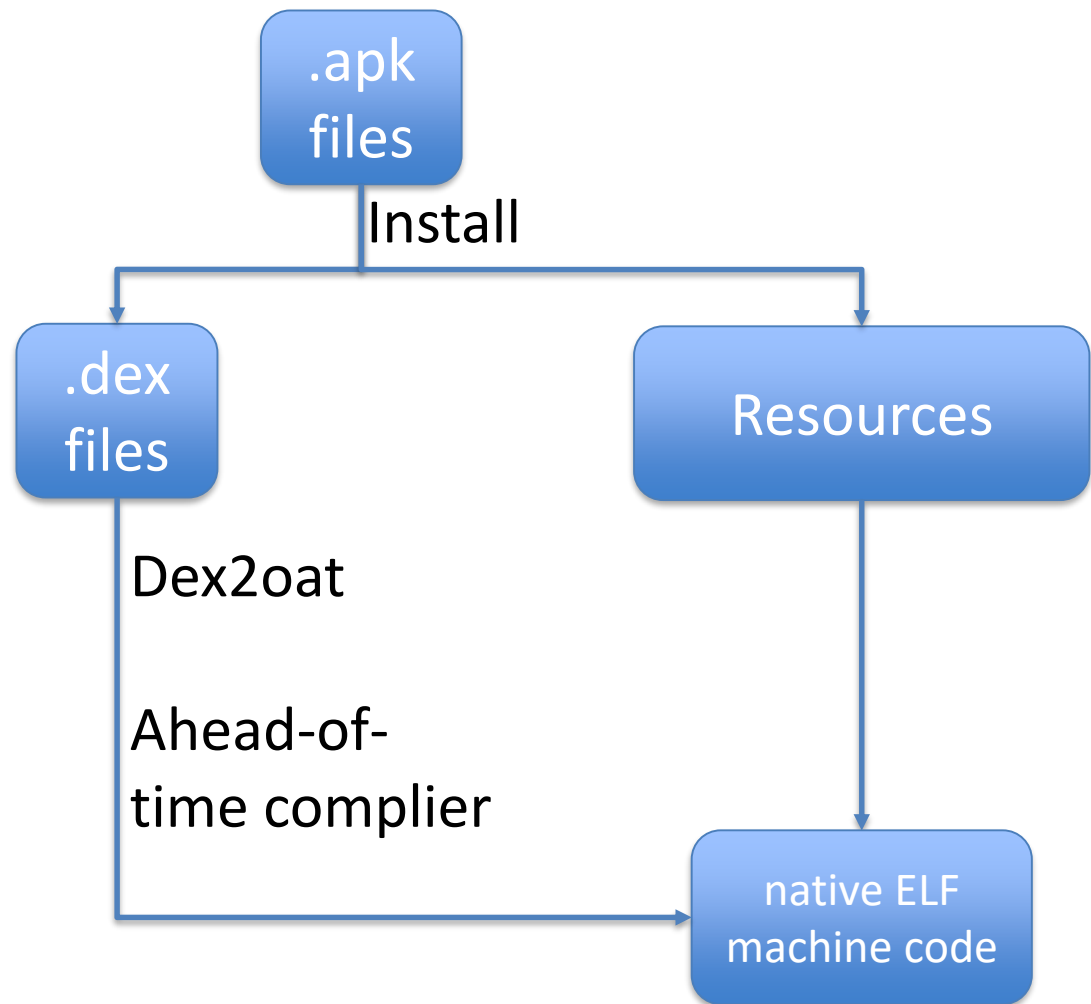 .apk
files
Install
.dex
files
Resources
Dex2oat
Ahead-of-
time complier
native ELF
machine code